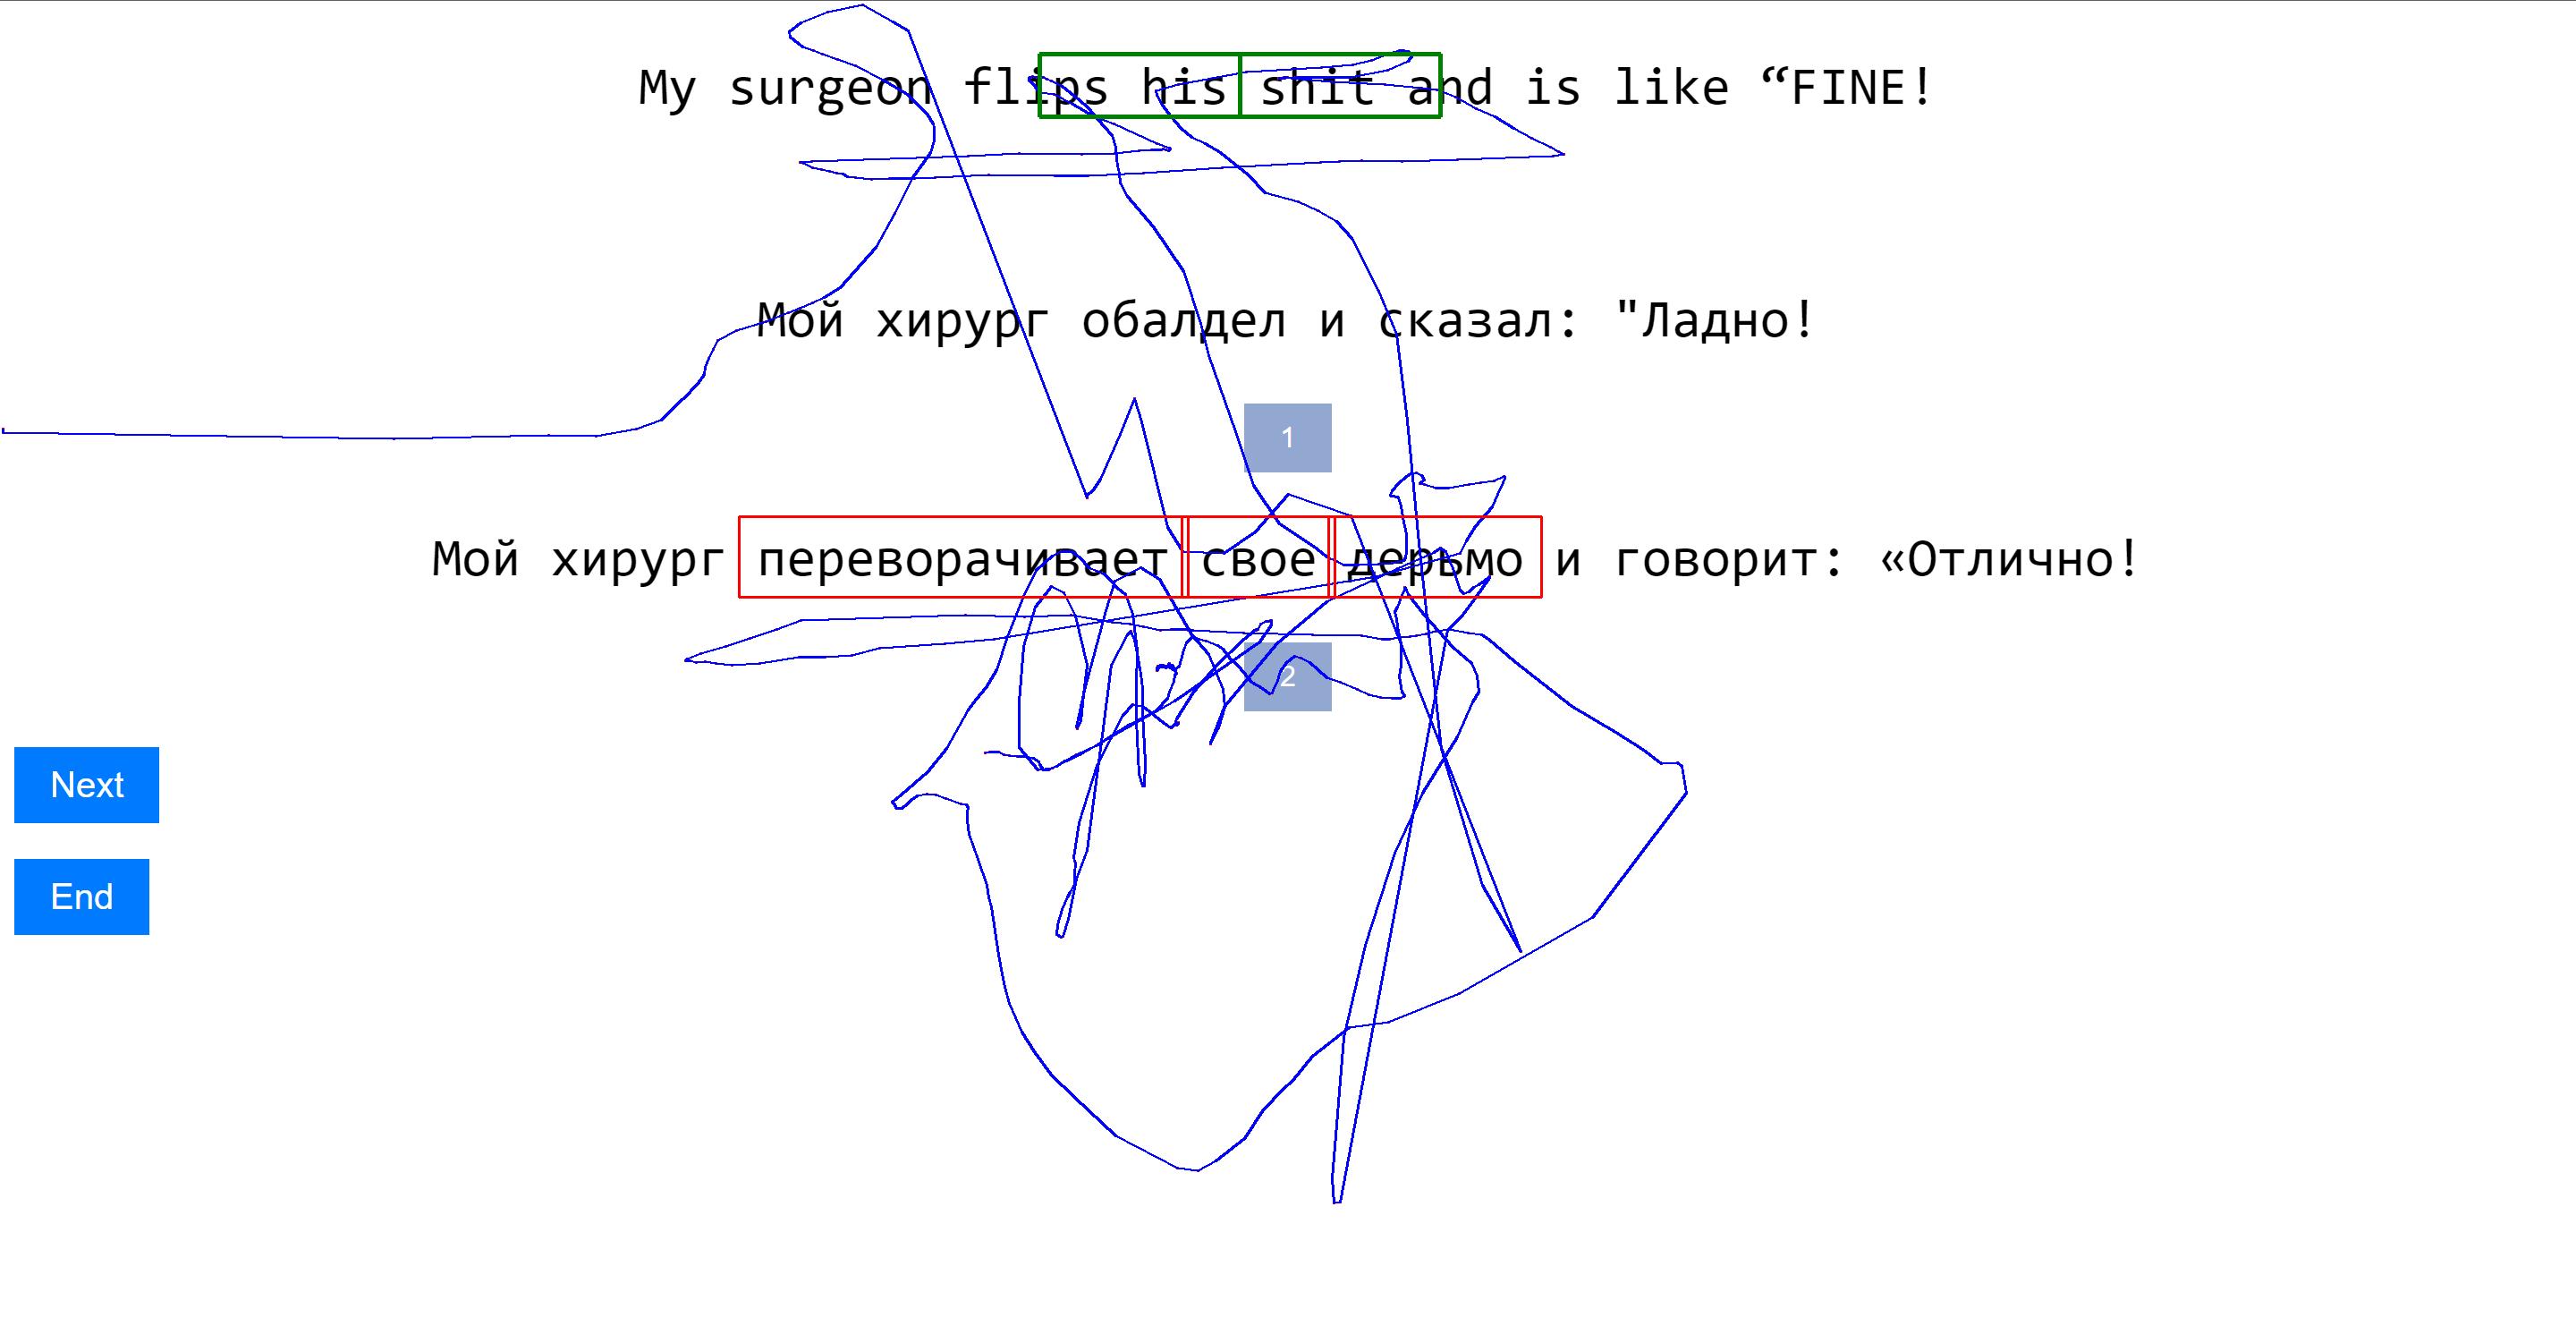 My surgeon flips his shit and is like “FINE!
Мой хирург обалдел и сказал: "Ладно!
1
Мой хирург переворачивает свое дерьмо и говорит: «Отлично!
2
Next
End